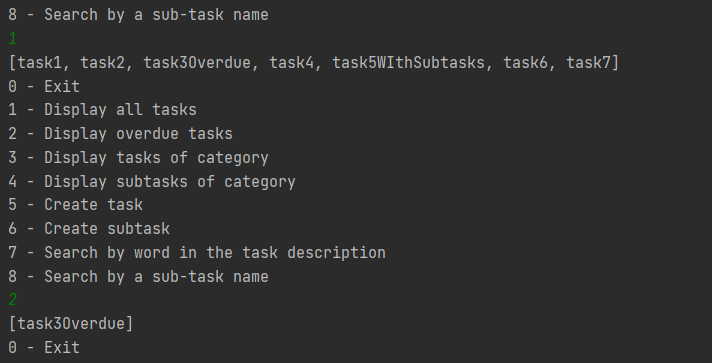 8 - Search by a sub-task name
1
[task1, task2, task3Overdue, task4, task5WIthSubtasks, task6, task7]
0 - Exit
1 - Display all tasks
2 - Display overdue tasks
3 - Display tasks of category
4 - Display subtasks of category
5 - Create task
6 - Create subtask
7 - Search by word in the task description
8 - Search by a sub-task name
2
[task3Overdue]
0 - Exit